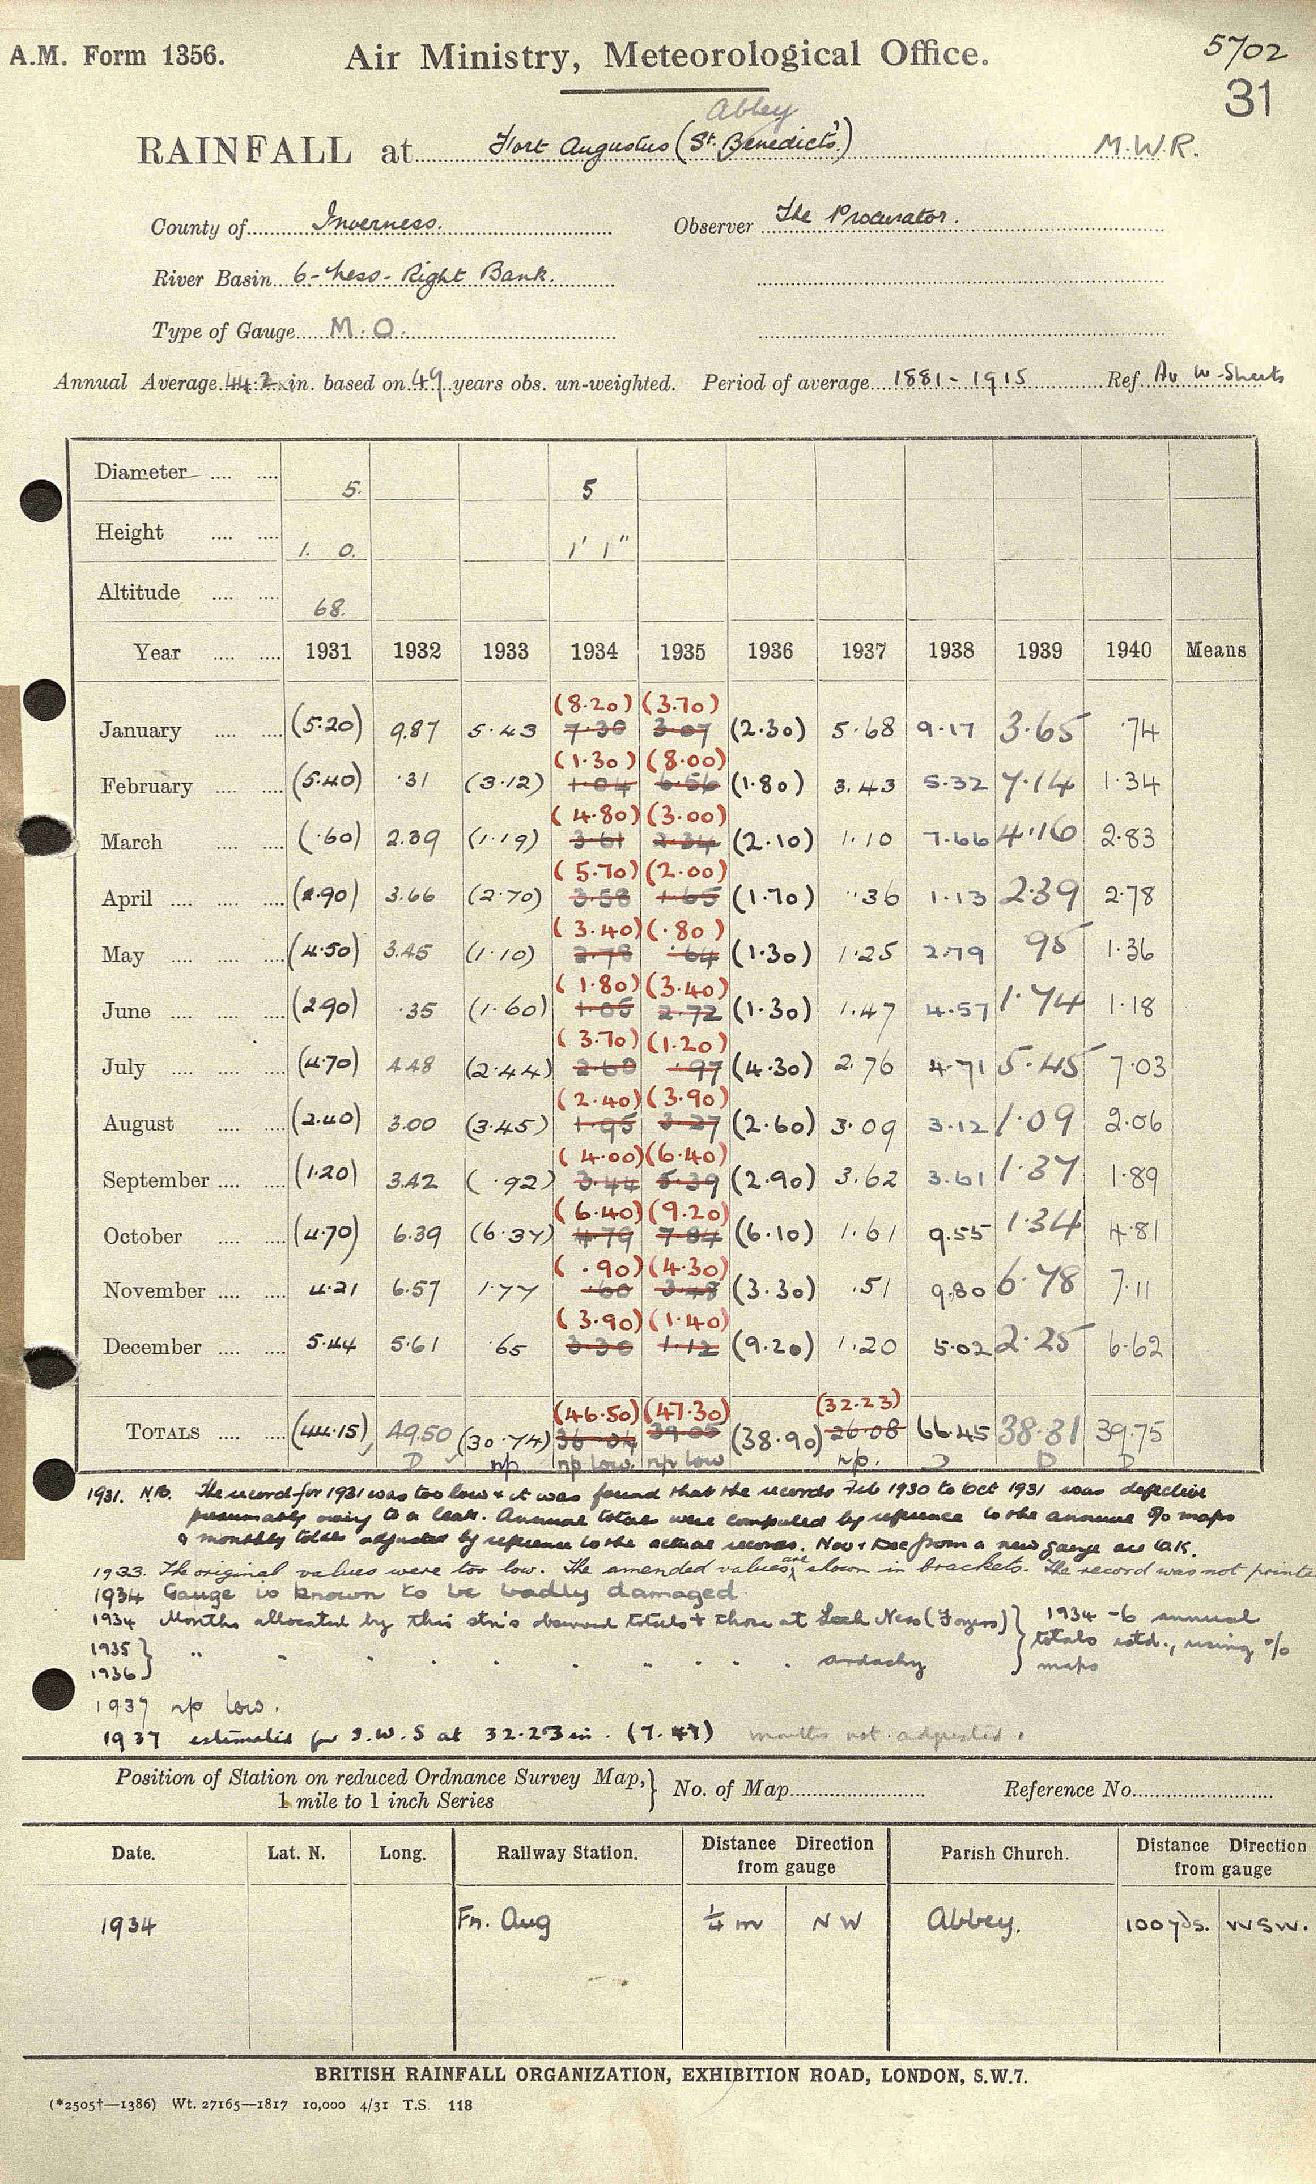 A.M. Form 1356. Air Ministry, Meteorological Office. 5702
31
Abbey
RAINFALL at Fort Augustus (St. Benedict's) M.W.R.
County of Inverness. Observer The Procurator.
River Basin 6-Ness-Right Bank.
Type of Gauge M.O.
Annual Average 44.2 in. based on 49 years obs. un-weighted. Period of average 1881-1915 Ref. Av W-Sheets
Diameter 5. 5
Height 1. 0. 1' 1"
Altitude 68.
Year 1931 1932 1933 1934 1935 1936 1937 1938 1939 1940 Means
(8.20) (3.70)
January (5.20) 9.87 5.43 7.30 3.07 (2.30) 5.68 9.17 3.65 .74
(1.30) (8.00)
February (5.40) .31 (3.12) 1.04 6.56 (1.80) 3.43 5.32 7.14 1.34
(4.80) (3.00)
March (.60) 2.39 (1.19) 3.61 2.34 (2.10) 1.10 7.66 4.16 2.83
(5.70) (2.00)
April (2.90) 3.66 (2.70) 3.58 1.65 (1.70) .36 1.13 2.39 2.78
(3.40) (.80)
May (4.50) 3.45 (1.10) 2.78 .64 (1.30) 1.25 2.79 .95 1.36
(1.80) (3.40)
June (2.90) .35 (1.60) 1.05 2.72 (1.30) 1.47 4.57 1.74 1.18
(3.70) (1.20)
July (4.70) 4.48 (2.44) 2.60 .97 (4.30) 2.76 4.71 5.45 7.03
(2.40) (3.90)
August (2.40) 3.00 (3.45) 1.95 3.27 (2.60) 3.09 3.12 1.09 2.06
(4.00) (6.40)
September (1.20) 3.42 (.92) 3.44 5.39 (2.90) 3.62 3.61 1.37 1.89
(6.40) (9.20)
October (4.70) 6.39 (6.37) 4.79 7.84 (6.10) 1.61 9.55 1.34 4.81
(.90) (4.30)
November 4.21 6.57 1.77 .60 3.48 (3.30) .51 9.80 6.78 7.11
(3.90) (1.40)
December 5.44 5.61 .65 3.30 1.12 (9.20) 1.20 5.02 2.25 6.62
(46.50) (47.30) (32.23)
TOTALS (44.15) 49.50 (30.74) 36.04 39.05 (38.90) 26.08 66.45 38.31 39.75
D np np low. np low np. D D D
1931. N.B. The record for 1931 was too low & it was found that the records Feb 1930 to Oct 1931 was defective
presumably owing to a leak. Annual totals were computed by reference to the annual % maps
& monthly totals adjusted by reference to the actual records. Nov & Dec from a new gauge are O.K.
1933. The original values were too low. The amended values are shown in brackets. The record was not printe
1934 Gauge is known to be badly damaged.
1934 Months allocated by this stn's observed totals & those at Loch Ness (Foyers) } 1934-6 annual
1935 } " " " " " " " " " ardachy totals estd., using %
1936 } maps
1937 np low.
1937 estimated for I.W.S at 32.23 in. (7.47) months not adjusted.
Position of Station on reduced Ordnance Survey Map, } No. of Map Reference No.
1 mile to 1 inch Series
Date. Lat. N. Long. Railway Station. Distance from gauge Direction Parish Church. Distance from gauge Direction
1934 Ft. Aug 1/4 m NW Abbey. 100 yds. WSW.
BRITISH RAINFALL ORGANIZATION, EXHIBITION ROAD, LONDON, S.W.7.
(*2505†—1386) Wt. 27165—1817 10,000 4/31 T.S. 118